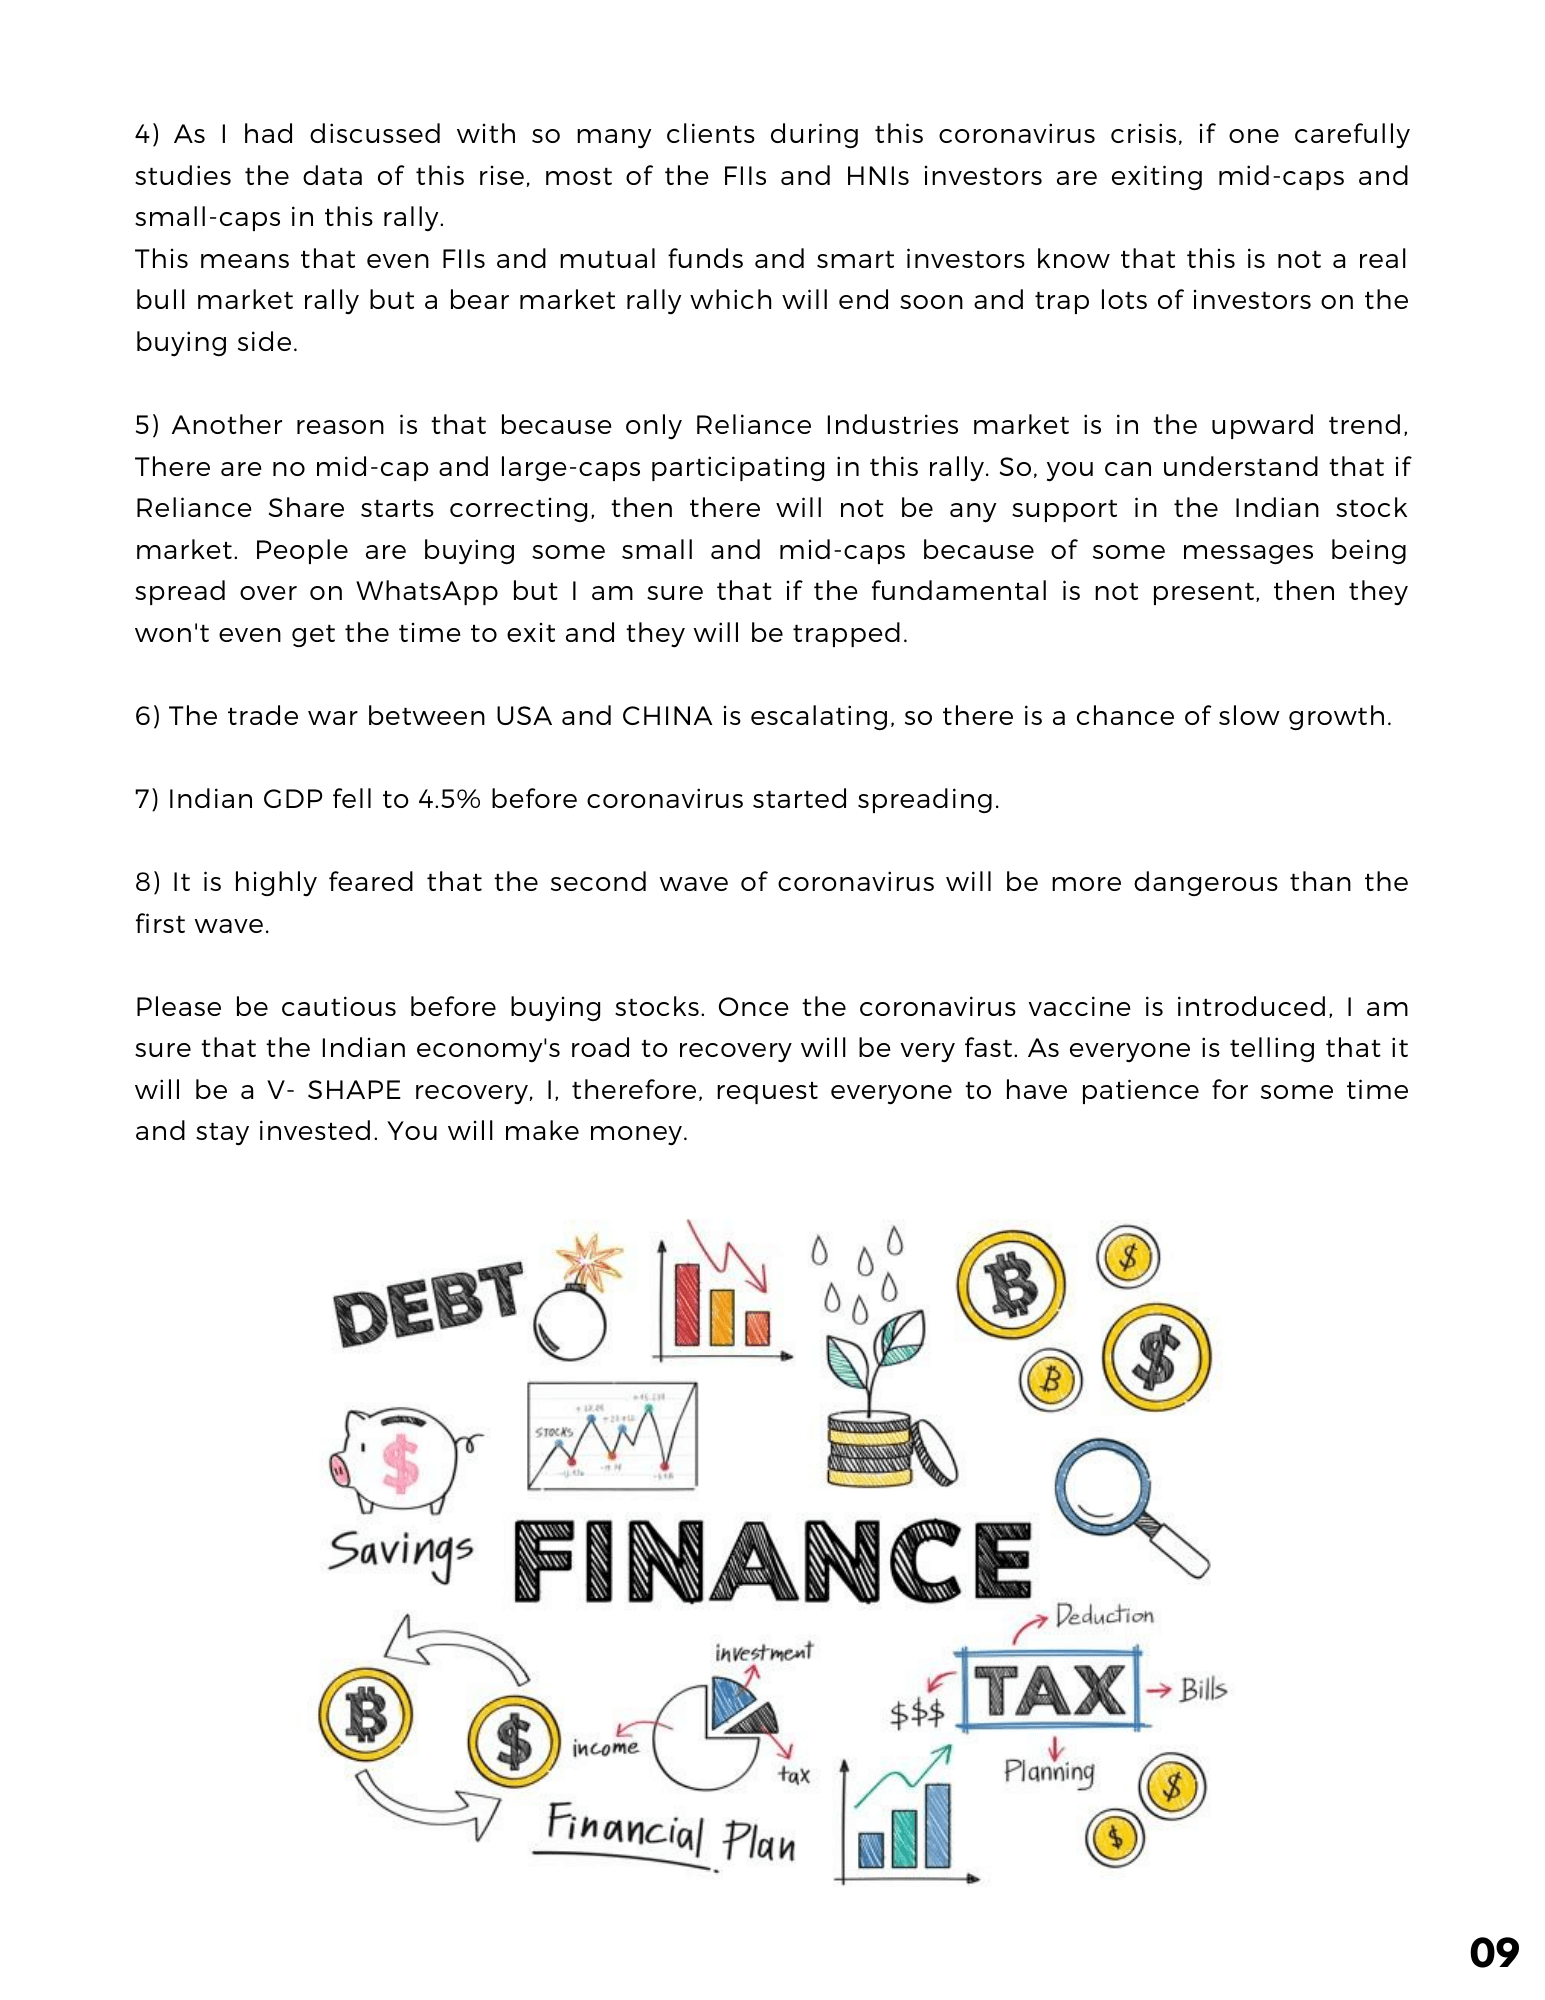 4) As I had discussed with so many clients during this coronavirus crisis, if one carefully
studies the data of this rise, most of the FIIs and HNIs investors are exiting mid-caps and
small-caps in this rally.
This means that even FIIs and mutual funds and smart investors know that this is not a real
bull market rally but a bear market rally which will end soon and trap lots of investors on the
buying side.
5) Another reason is that because only Reliance Industries market is in the upward trend,
There are no mid-cap and large-caps participating in this rally. So, you can understand that if
Reliance Share starts correcting, then there will not be any support in the Indian stock
market. People are buying some small and mid-caps because of some messages being
spread over on WhatsApp but I am sure that if the fundamental is not present, then they
won't even get the time to exit and they will be trapped.
6) The trade war between USA and CHINA is escalating, so there is a chance of slow growth.
7) Indian GDP fell to 4.5% before coronavirus started spreading.
8) It is highly feared that the second wave of coronavirus will be more dangerous than the
first wave.
Please be cautious before buying stocks. Once the coronavirus vaccine is introduced, I am
sure that the Indian economy's road to recovery will be very fast. As everyone is telling that it
will be a V- SHAPE recovery, I, therefore, request everyone to have patience for some time
and stay invested. You will make money.
DEBT
STOCKS
Savings
FINANCE
Deduction
investment
TAX
Bills
$$$
income
tax
Planning
Financial Plan
09